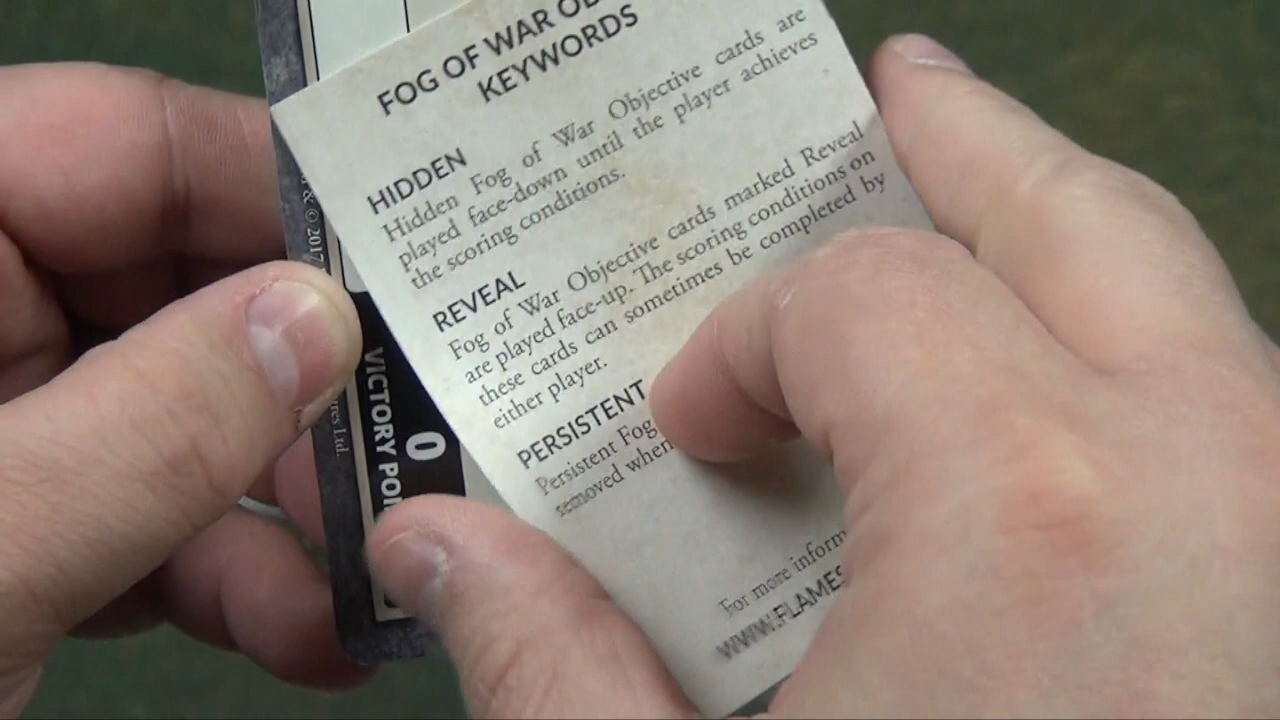 FOG OF WAR
KEYWORDS
HIDDEN
Hidden Fog of War Objective cards are
played face-down until the player achieves
the scoring conditions.
REVEAL
Fog of War Objective cards marked Reveal
are played face-up. The scoring conditions on
these cards can sometimes be completed by
either player.
PERSISTENT
Persistent Fog
removed when
For more inform
WWW.FLAMES
& © 2017
res Ltd.
0
VICTORY POI